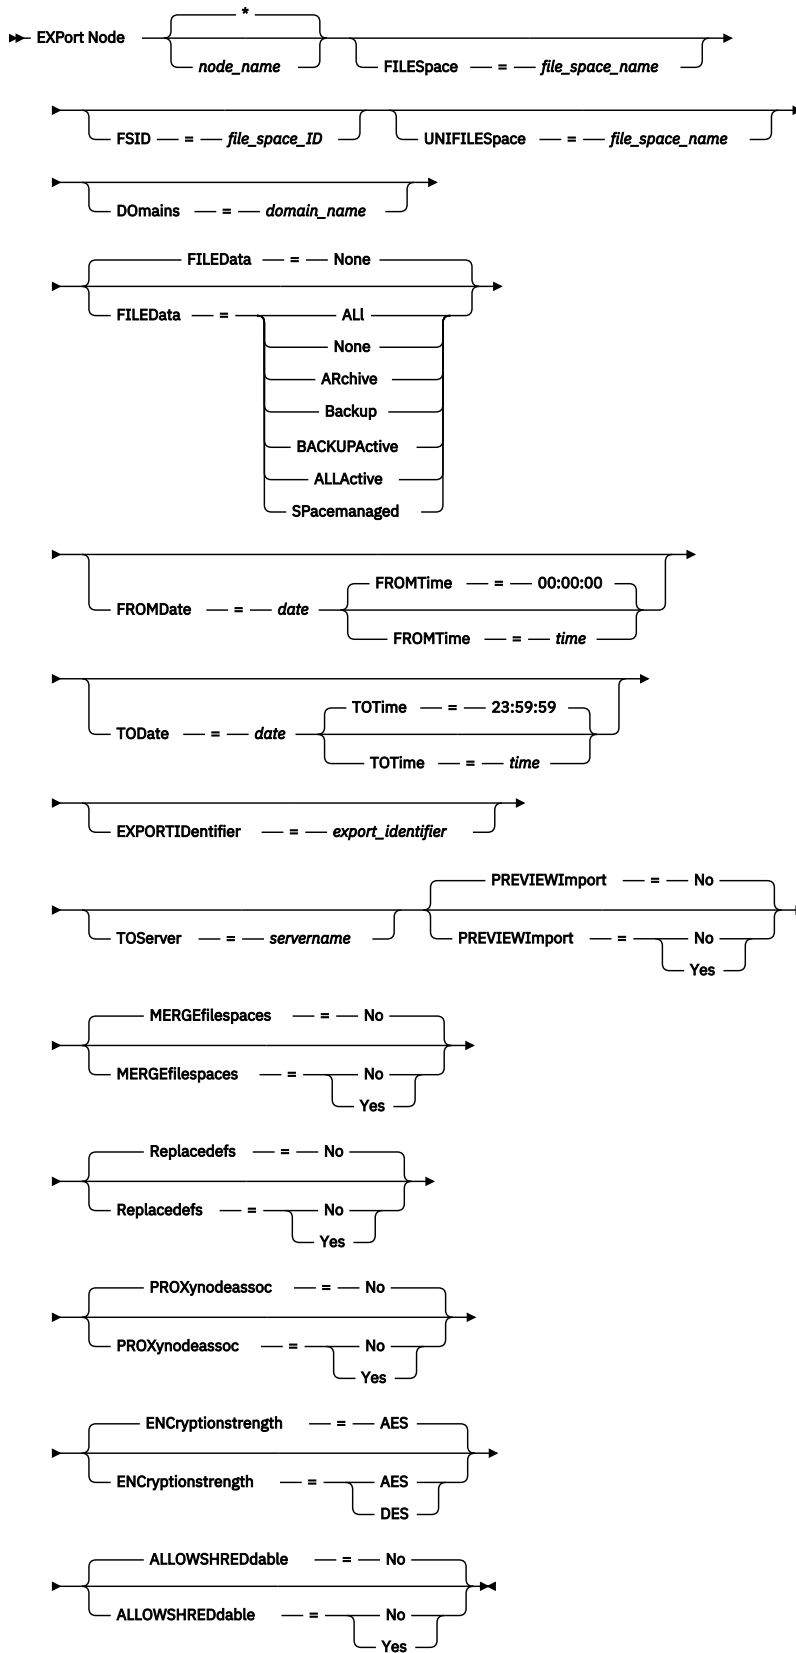 *
EXPort Node
node_name
FILESpace = file_space_name
FSID = file_space_ID UNIFILESpace = file_space_name
DOmains = domain_name
FILEData = None
FILEData = ALl
None
ARchive
Backup
BACKUPActive
ALLActive
SPacemanaged
FROMTime = 00:00:00
FROMDate = date
FROMTime = time
TOTime = 23:59:59
TODate = date
TOTime = time
EXPORTIDentifier = export_identifier
PREVIEWImport = No
TOServer = servername PREVIEWImport = No
Yes
MERGEfilespaces = No
MERGEfilespaces = No
Yes
Replacedefs = No
Replacedefs = No
Yes
PROXynodeassoc = No
PROXynodeassoc = No
Yes
ENCryptionstrength = AES
ENCryptionstrength = AES
DES
ALLOWSHREDdable = No
ALLOWSHREDdable = No
Yes